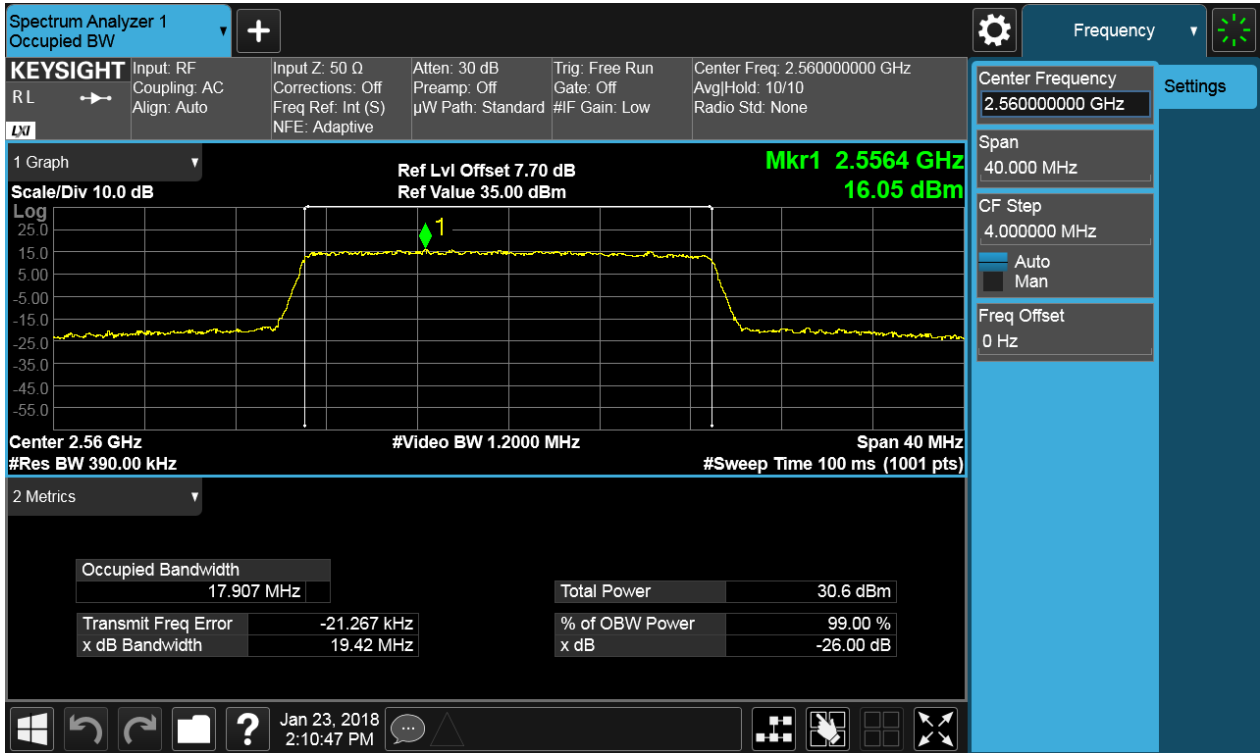 Spectrum Analyzer 1
Occupied BW
+
Frequency
KEYSIGHT
RL
LXI
Input: RF
Coupling: AC
Align: Auto
Input Z: 50 Ω
Corrections: Off
Freq Ref: Int (S)
NFE: Adaptive
Atten: 30 dB
Preamp: Off
µW Path: Standard
Trig: Free Run
Gate: Off
#IF Gain: Low
Center Freq: 2.560000000 GHz
Avg|Hold: 10/10
Radio Std: None
Center Frequency
2.560000000 GHz
Settings
Span
40.000 MHz
CF Step
4.000000 MHz
Auto
Man
Freq Offset
0 Hz
1 Graph
Scale/Div 10.0 dB
Ref Lvl Offset 7.70 dB
Ref Value 35.00 dBm
Mkr1 2.5564 GHz
16.05 dBm
Log
1
25.0
15.0
5.00
-5.00
-15.0
-25.0
-35.0
-45.0
-55.0
Center 2.56 GHz
#Video BW 1.2000 MHz
Span 40 MHz
#Res BW 390.00 kHz
#Sweep Time 100 ms (1001 pts)
2 Metrics
Occupied Bandwidth
17.907 MHz
Total Power 30.6 dBm
Transmit Freq Error -21.267 kHz
% of OBW Power 99.00 %
x dB Bandwidth 19.42 MHz
x dB -26.00 dB
?
Jan 23, 2018
2:10:47 PM